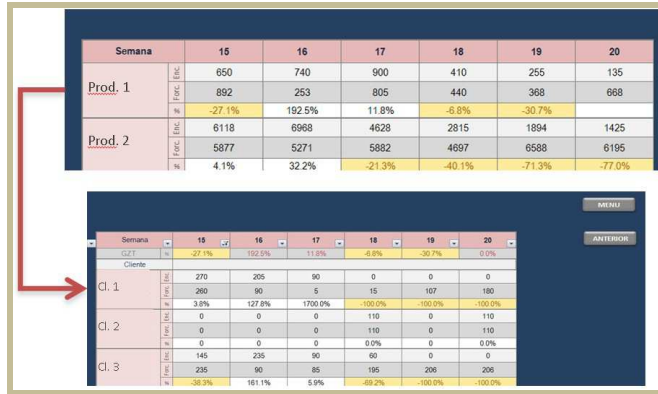 Semana 15 16 17 18 19 20
Prod. 1 Enc. 650 740 900 410 255 135
Forc. 892 253 805 440 368 668
% -27.1% 192.5% 11.8% -6.8% -30.7%
Prod. 2 Enc. 6118 6968 4628 2815 1894 1425
Forc. 5877 5271 5882 4697 6588 6195
% 4.1% 32.2% -21.3% -40.1% -71.3% -77.0%
MENU
ANTERIOR
Semana 15 16 17 18 19 20
GZT % -27.1% 192.5% 11.8% -6.8% -30.7% 0.0%
Cliente
Cl. 1 Enc. 270 205 90 0 0 0
Forc. 260 90 5 15 107 180
% 3.8% 127.8% 1700.0% -100.0% -100.0% -100.0%
Cl. 2 Enc. 0 0 0 110 0 110
Forc. 0 0 0 110 0 110
% 0 0 0 0.0% 0 0.0%
Cl. 3 Enc. 145 235 90 60 0 0
Forc. 235 90 85 195 206 206
% -38.3% 161.1% 5.9% -69.2% -100.0% -100.0%